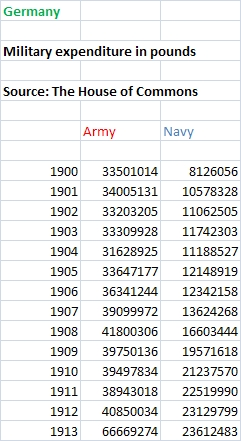 Germany
Military expenditure in pounds
Source: The House of Commons
Army Navy
1900 33501014 8126056
1901 34005131 10578328
1902 33203205 11062505
1903 33309928 11742303
1904 31628925 11188527
1905 33647177 12148919
1906 36341244 12342158
1907 39099972 13624268
1908 41800306 16603444
1909 39750136 19571618
1910 39497834 21237570
1911 38943018 22519990
1912 40850034 23129799
1913 66669274 23612483